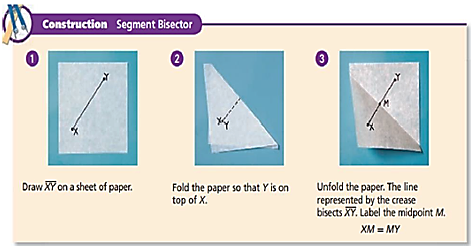 Construction Segment Bisector
1
2
3
Y
X
X
Y
Y
M
X
Draw XY on a sheet of paper.
Fold the paper so that Y is on
top of X.
Unfold the paper. The line
represented by the crease
bisects XY. Label the midpoint M.
XM = MY